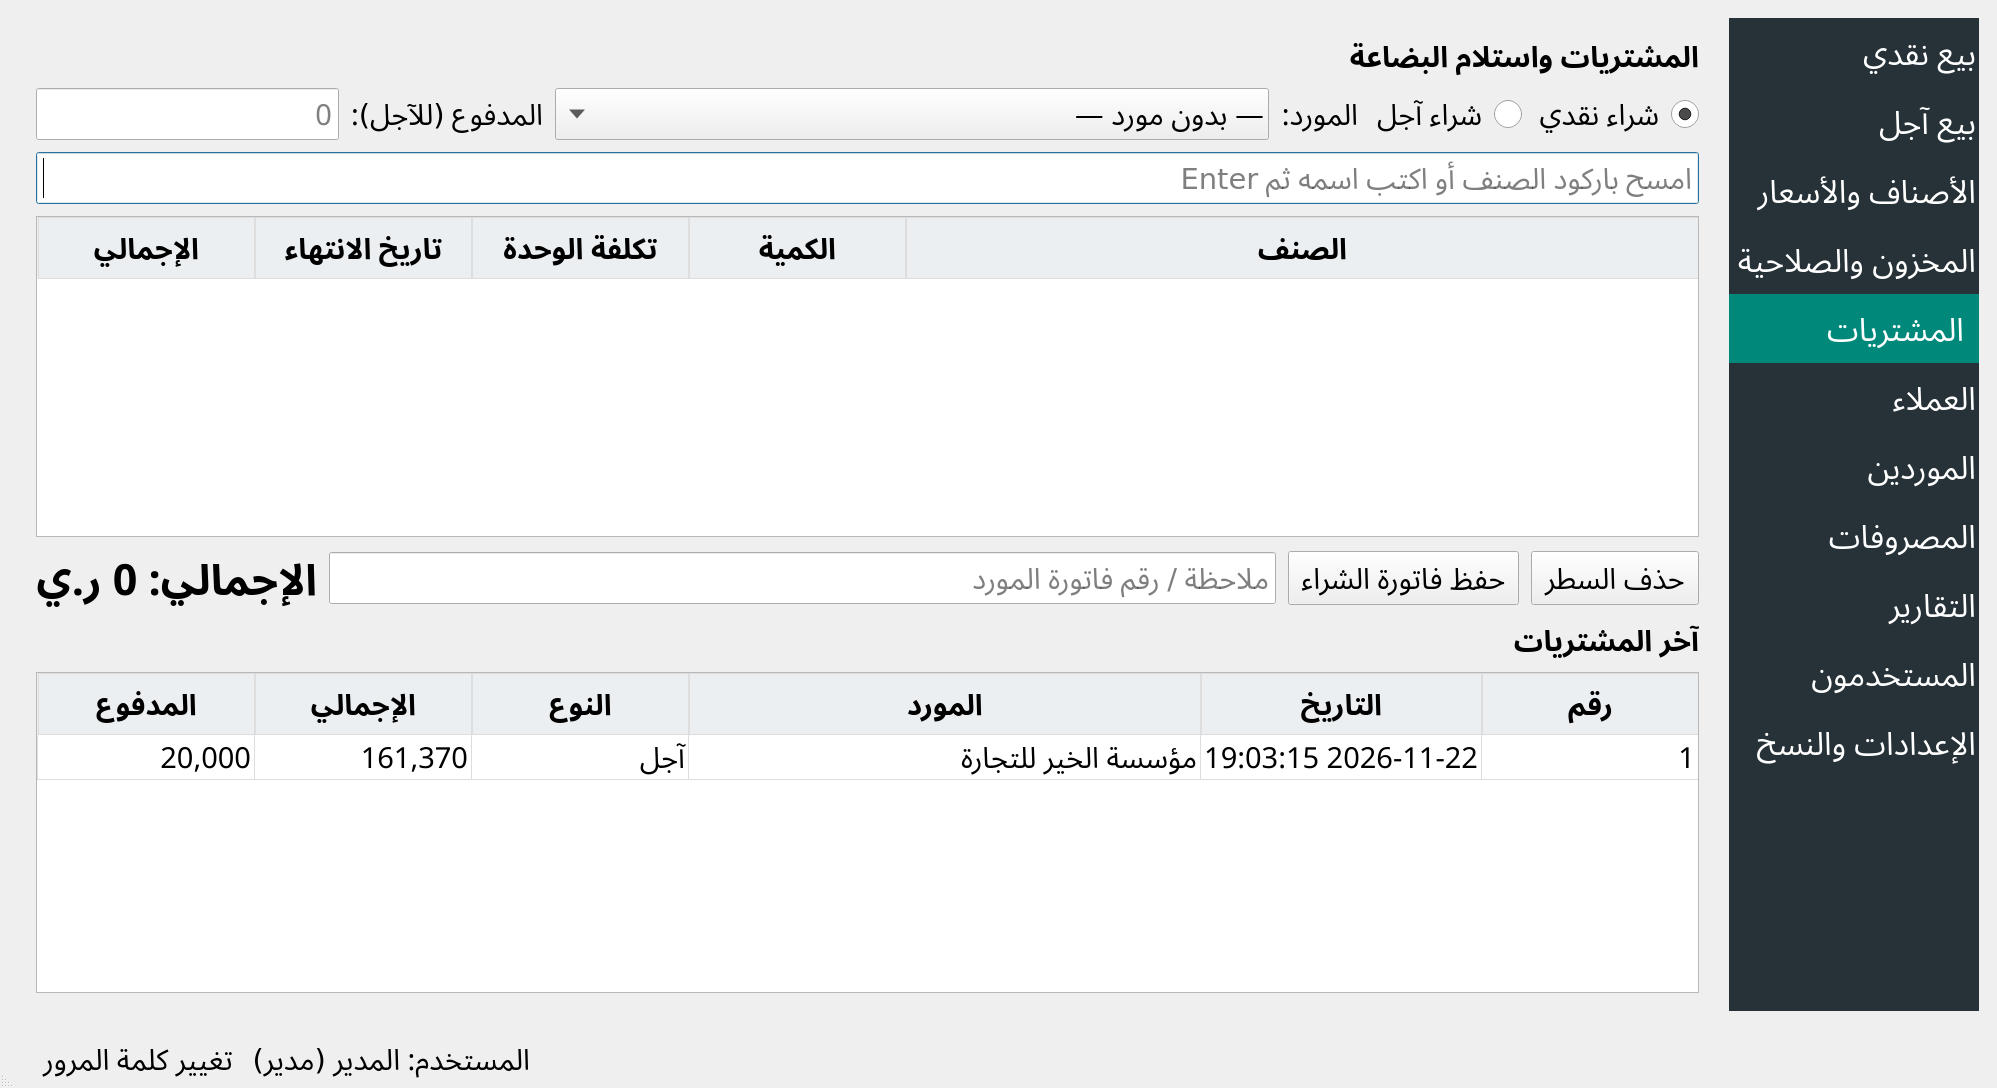 بيع نقدي
بيع آجل
الأصناف والأسعار
المخزون والصلاحية
المشتريات
العملاء
الموردين
المصروفات
التقارير
المستخدمون
الإعدادات والنسخ
المشتريات واستلام البضاعة
شراء نقدي شراء آجل المورد: — بدون مورد — المدفوع (للآجل): 0
امسح باركود الصنف أو اكتب اسمه ثم Enter
الصنف الكمية تكلفة الوحدة تاريخ الانتهاء الإجمالي
حذف السطر حفظ فاتورة الشراء ملاحظة / رقم فاتورة المورد الإجمالي: 0 ر.ي
آخر المشتريات
رقم التاريخ المورد النوع الإجمالي المدفوع
1 2026-11-22 19:03:15 مؤسسة الخير للتجارة آجل 161,370 20,000
المستخدم: المدير (مدير) تغيير كلمة المرور